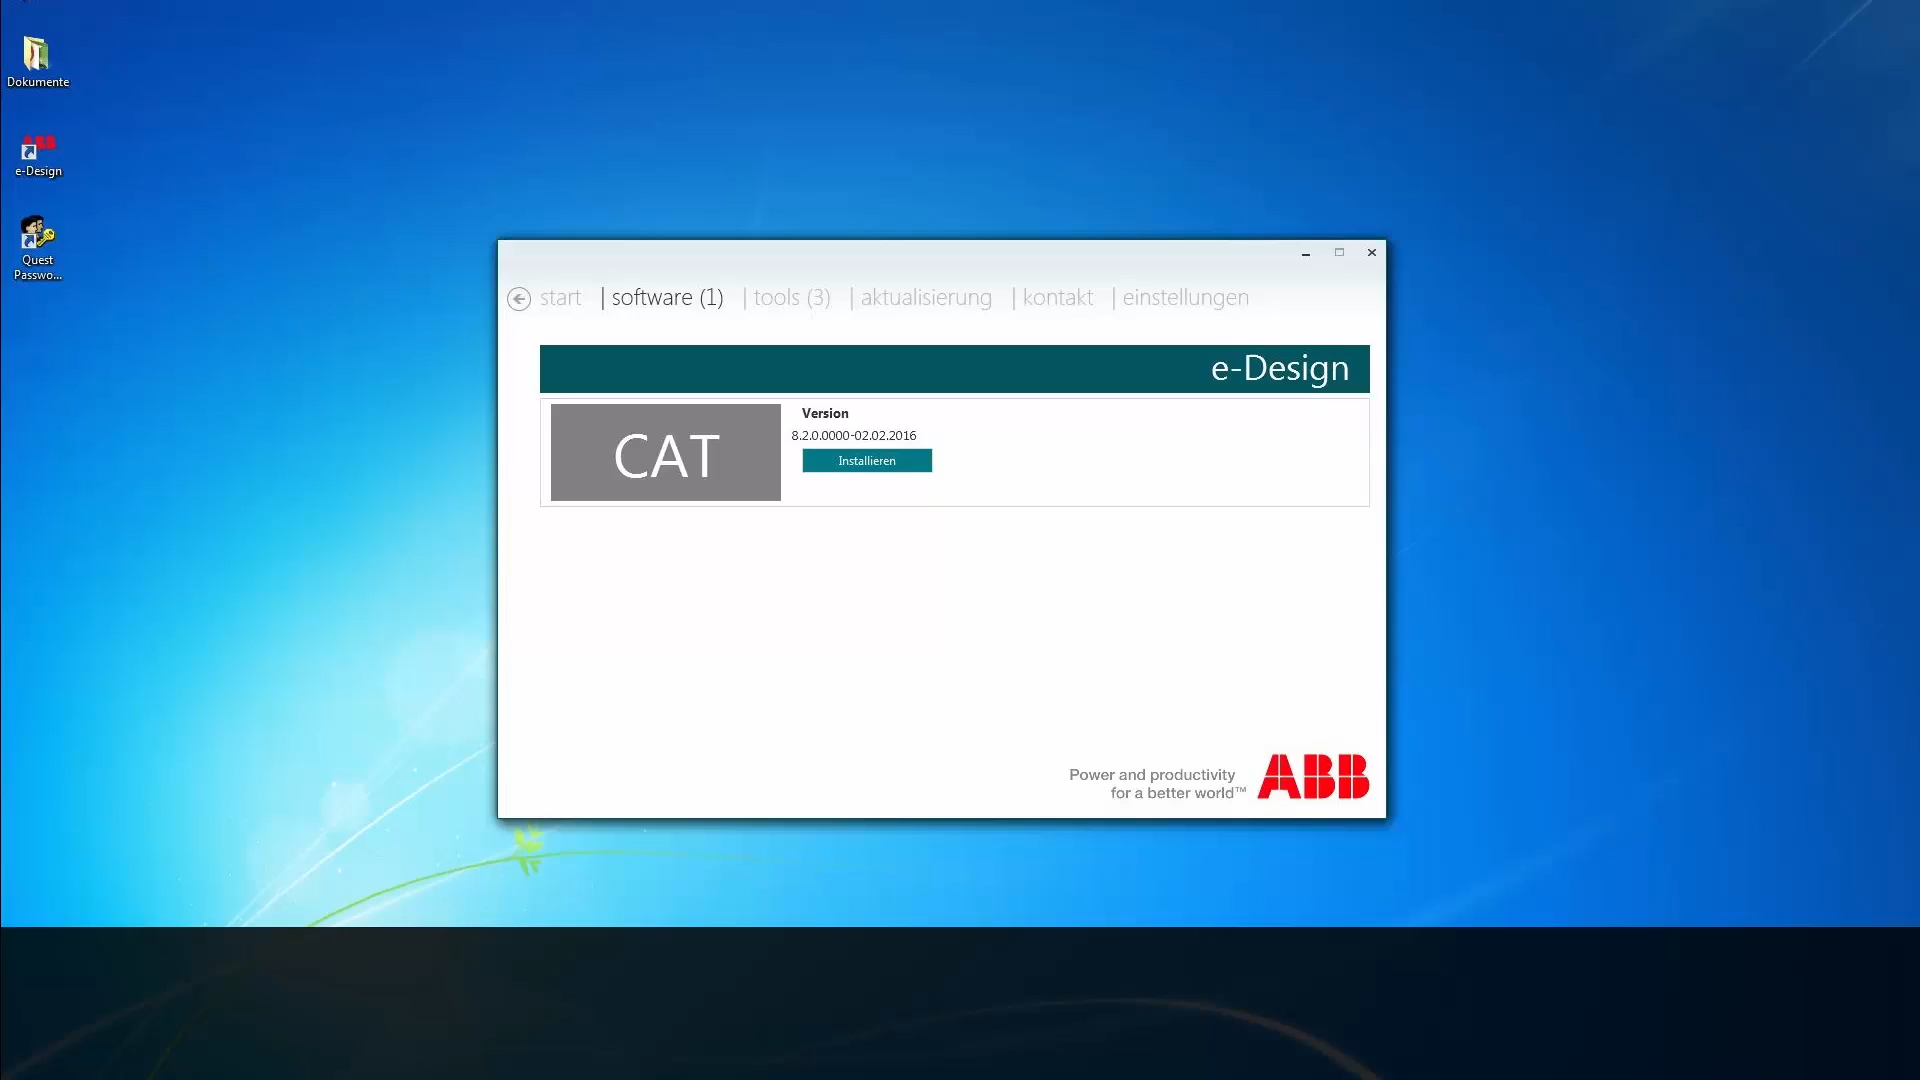 Dokumente
e-Design
Quest
Passwo...
start | software (1) | tools (3) | aktualisierung | kontakt | einstellungen
e-Design
CAT
Version
8.2.0.0000-02.02.2016
Installieren
Power and productivity
for a better world™
ABB